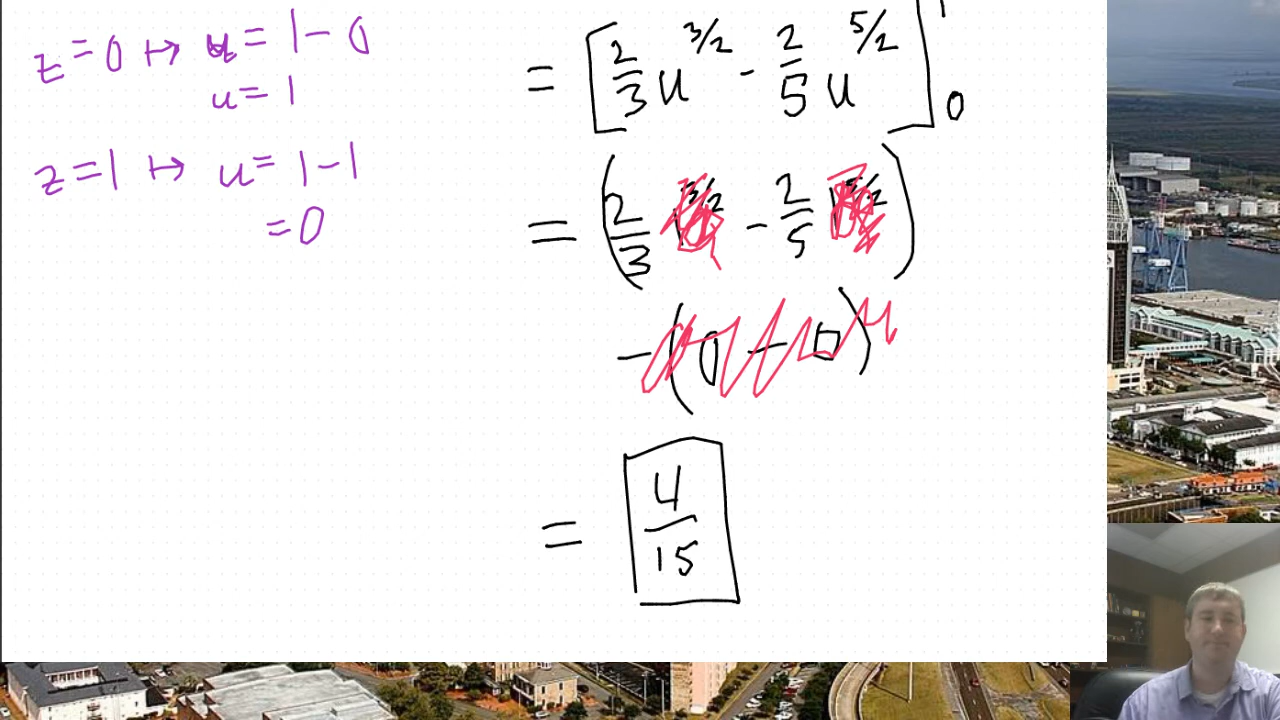 z = 0 ↦ u = 1 - 0
u = 1
z = 1 ↦ u = 1 - 1
= 0
= [2/3 u^3/2 - 2/5 u^5/2]_0^1
= (2/3 - 2/5)
- (0 - 0)
= 4/15